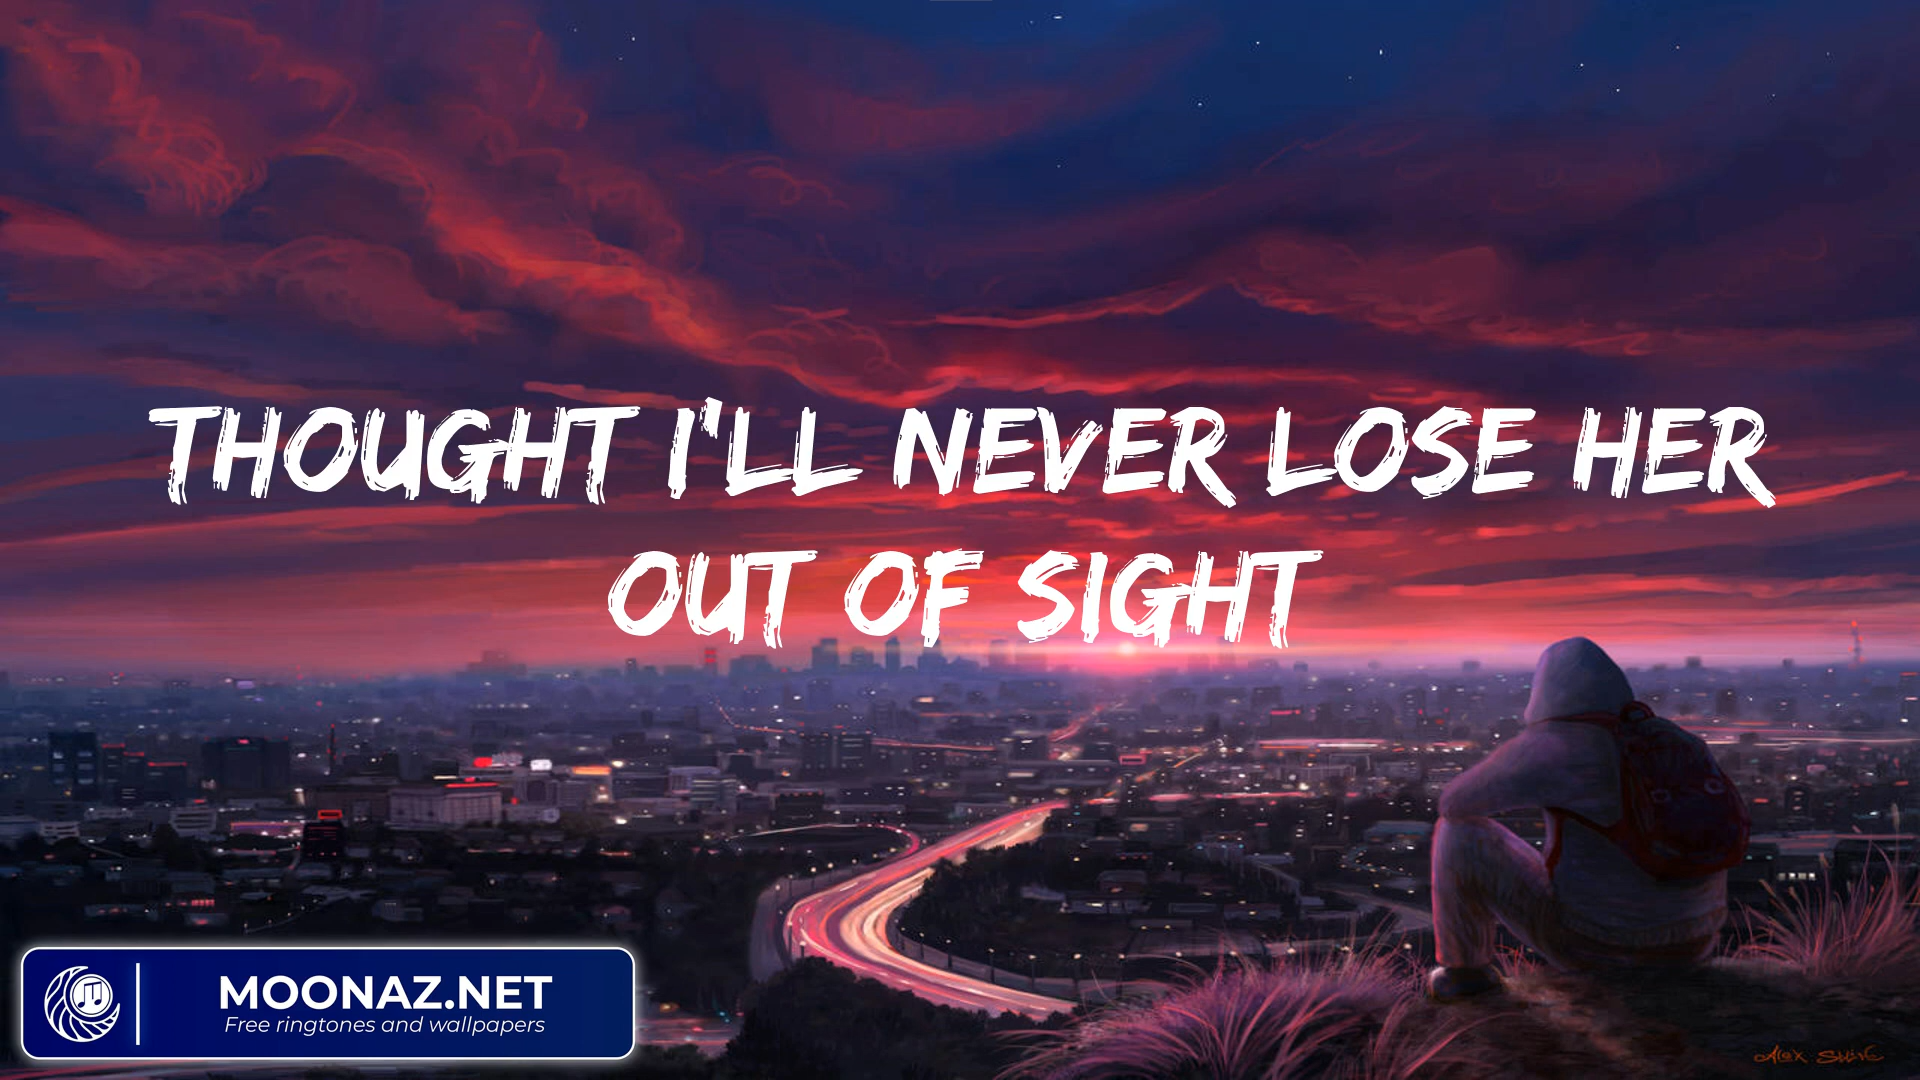 THOUGHT I'LL NEVER LOSE HER
OUT OF SIGHT
MOONAZ.NET
Free ringtones and wallpapers